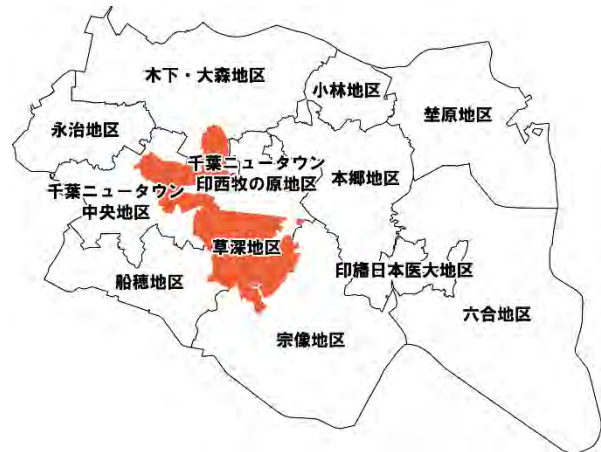 木下・大森地区
小林地区
埜原地区
永治地区
千葉ニュータウン
印西牧の原地区
本郷地区
千葉ニュータウン
中央地区
草深地区
印旛日本医大地区
船穂地区
六合地区
宗像地区